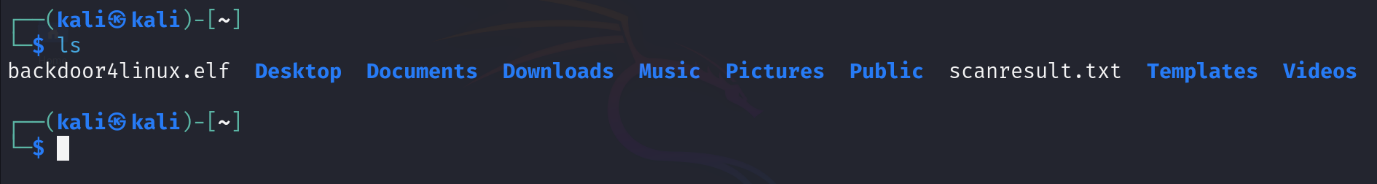 ┌──(kali㉿kali)-[~]
└─$ ls
backdoor4linux.elf  Desktop  Documents  Downloads  Music  Pictures  Public  scanresult.txt  Templates  Videos
┌──(kali㉿kali)-[~]
└─$